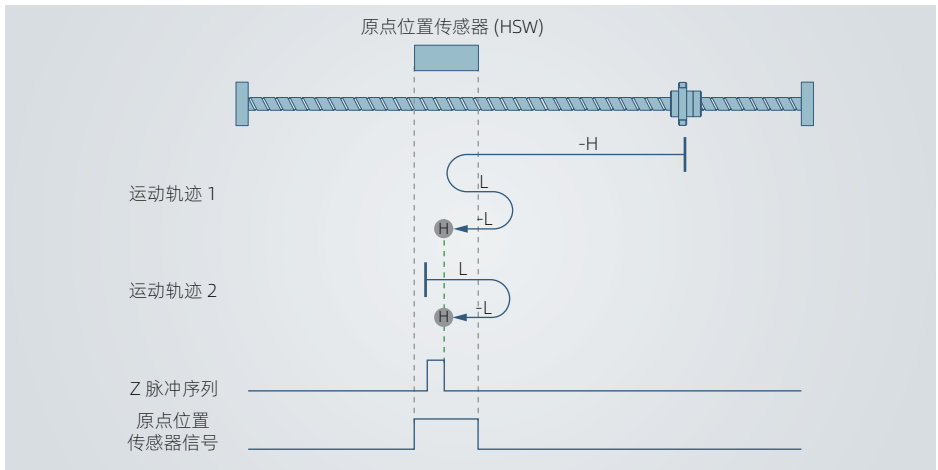 原点位置传感器 (HSW)
-H
运动轨迹 1
L
-L
H
运动轨迹 2
L
-L
H
Z 脉冲序列
原点位置
传感器信号